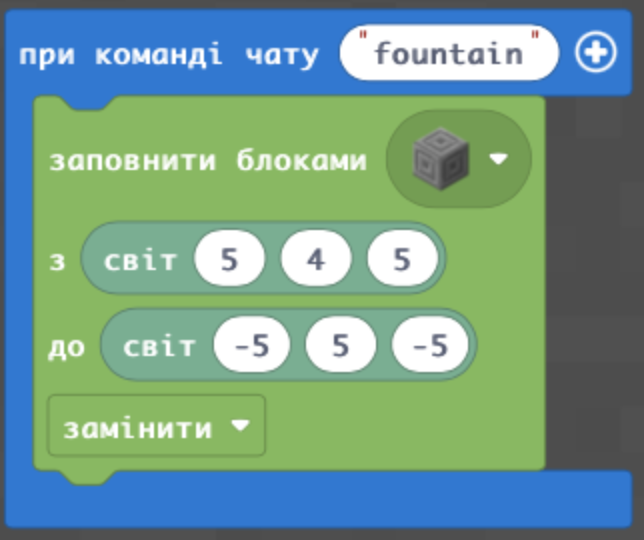 при команді чату "fountain"
заповнити блоками
з світ 5 4 5
до світ -5 5 -5
замінити